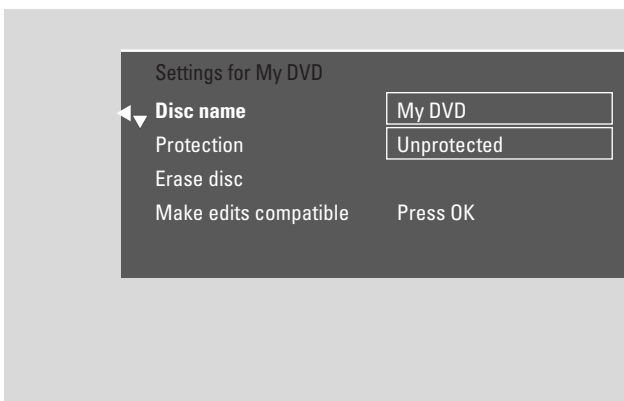 Settings for My DVD
Disc name My DVD
Protection Unprotected
Erase disc
Make edits compatible Press OK